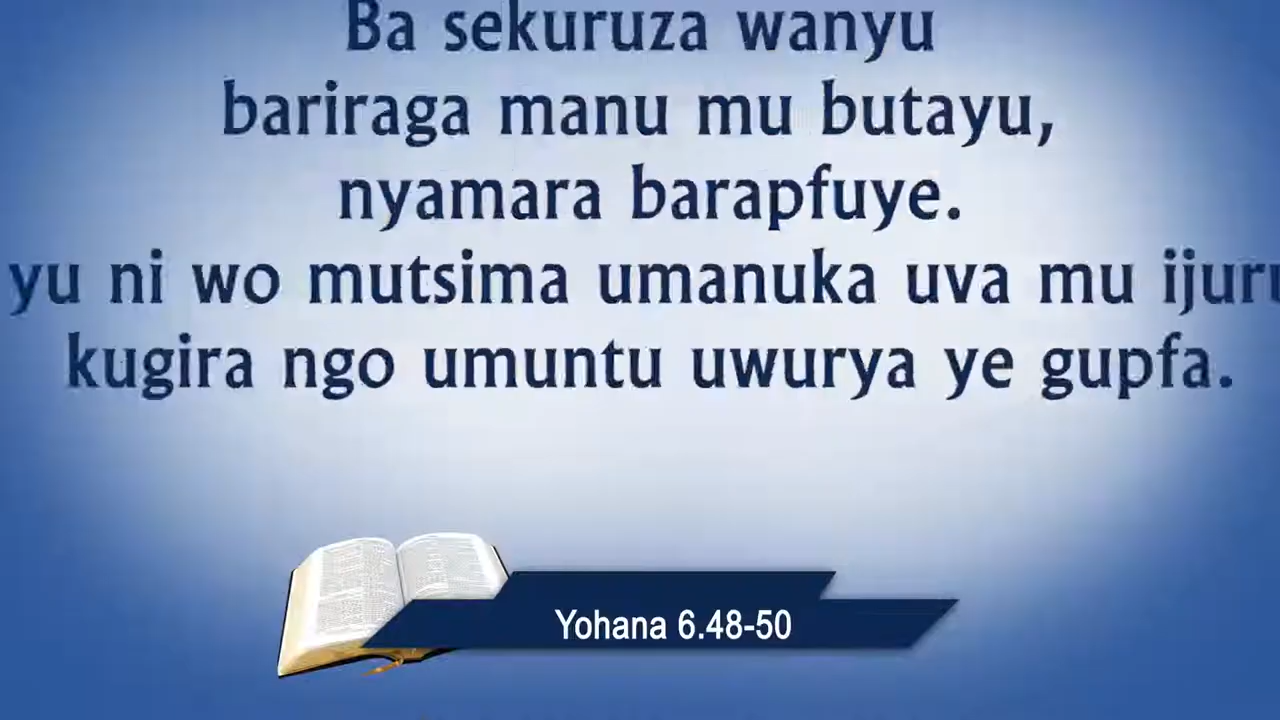 Ba sekuruza wanyu
bariraga manu mu butayu,
nyamara barapfuye.
yu ni wo mutsima umanuka uva mu ijuru
kugira ngo umuntu uwurya ye gupfa.
Yohana 6.48-50